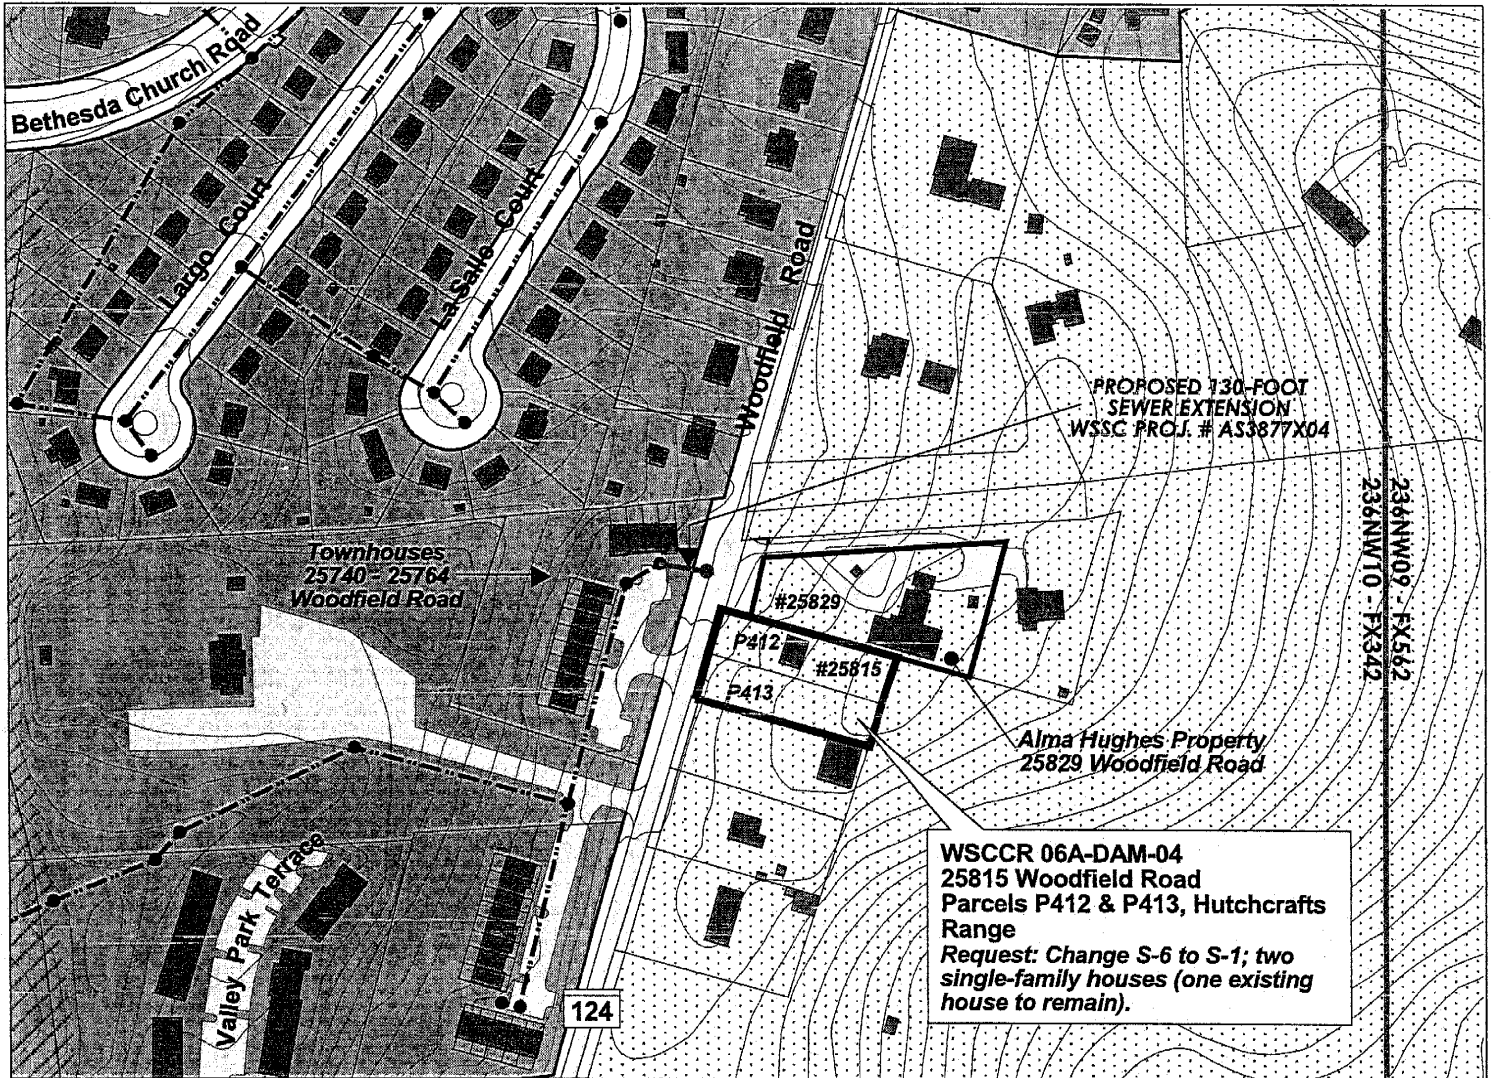 Bethesda Church Road
Largo Court
La Salle Court
Woodfield Road
PROPOSED 130-FOOT
SEWER EXTENSION
WSSC PROJ. # AS3877X04
236NW09 - FX562
236NW10 - FX342
Townhouses
25740 - 25764
Woodfield Road
#25829
P412
#25815
P413
Alma Hughes Property
25829 Woodfield Road
Valley Park Terrace
124
WSCCR 06A-DAM-04
25815 Woodfield Road
Parcels P412 & P413, Hutchcrafts
Range
Request: Change S-6 to S-1; two
single-family houses (one existing
house to remain).